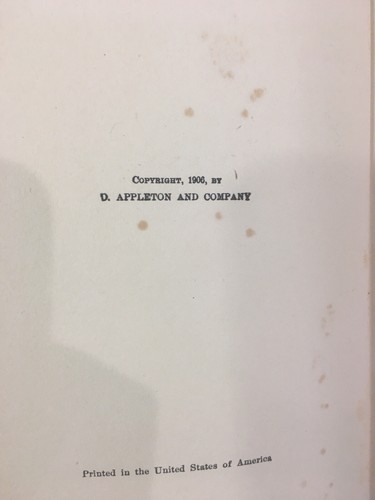 Copyright, 1906, by
D. APPLETON AND COMPANY
Printed in the United States of America